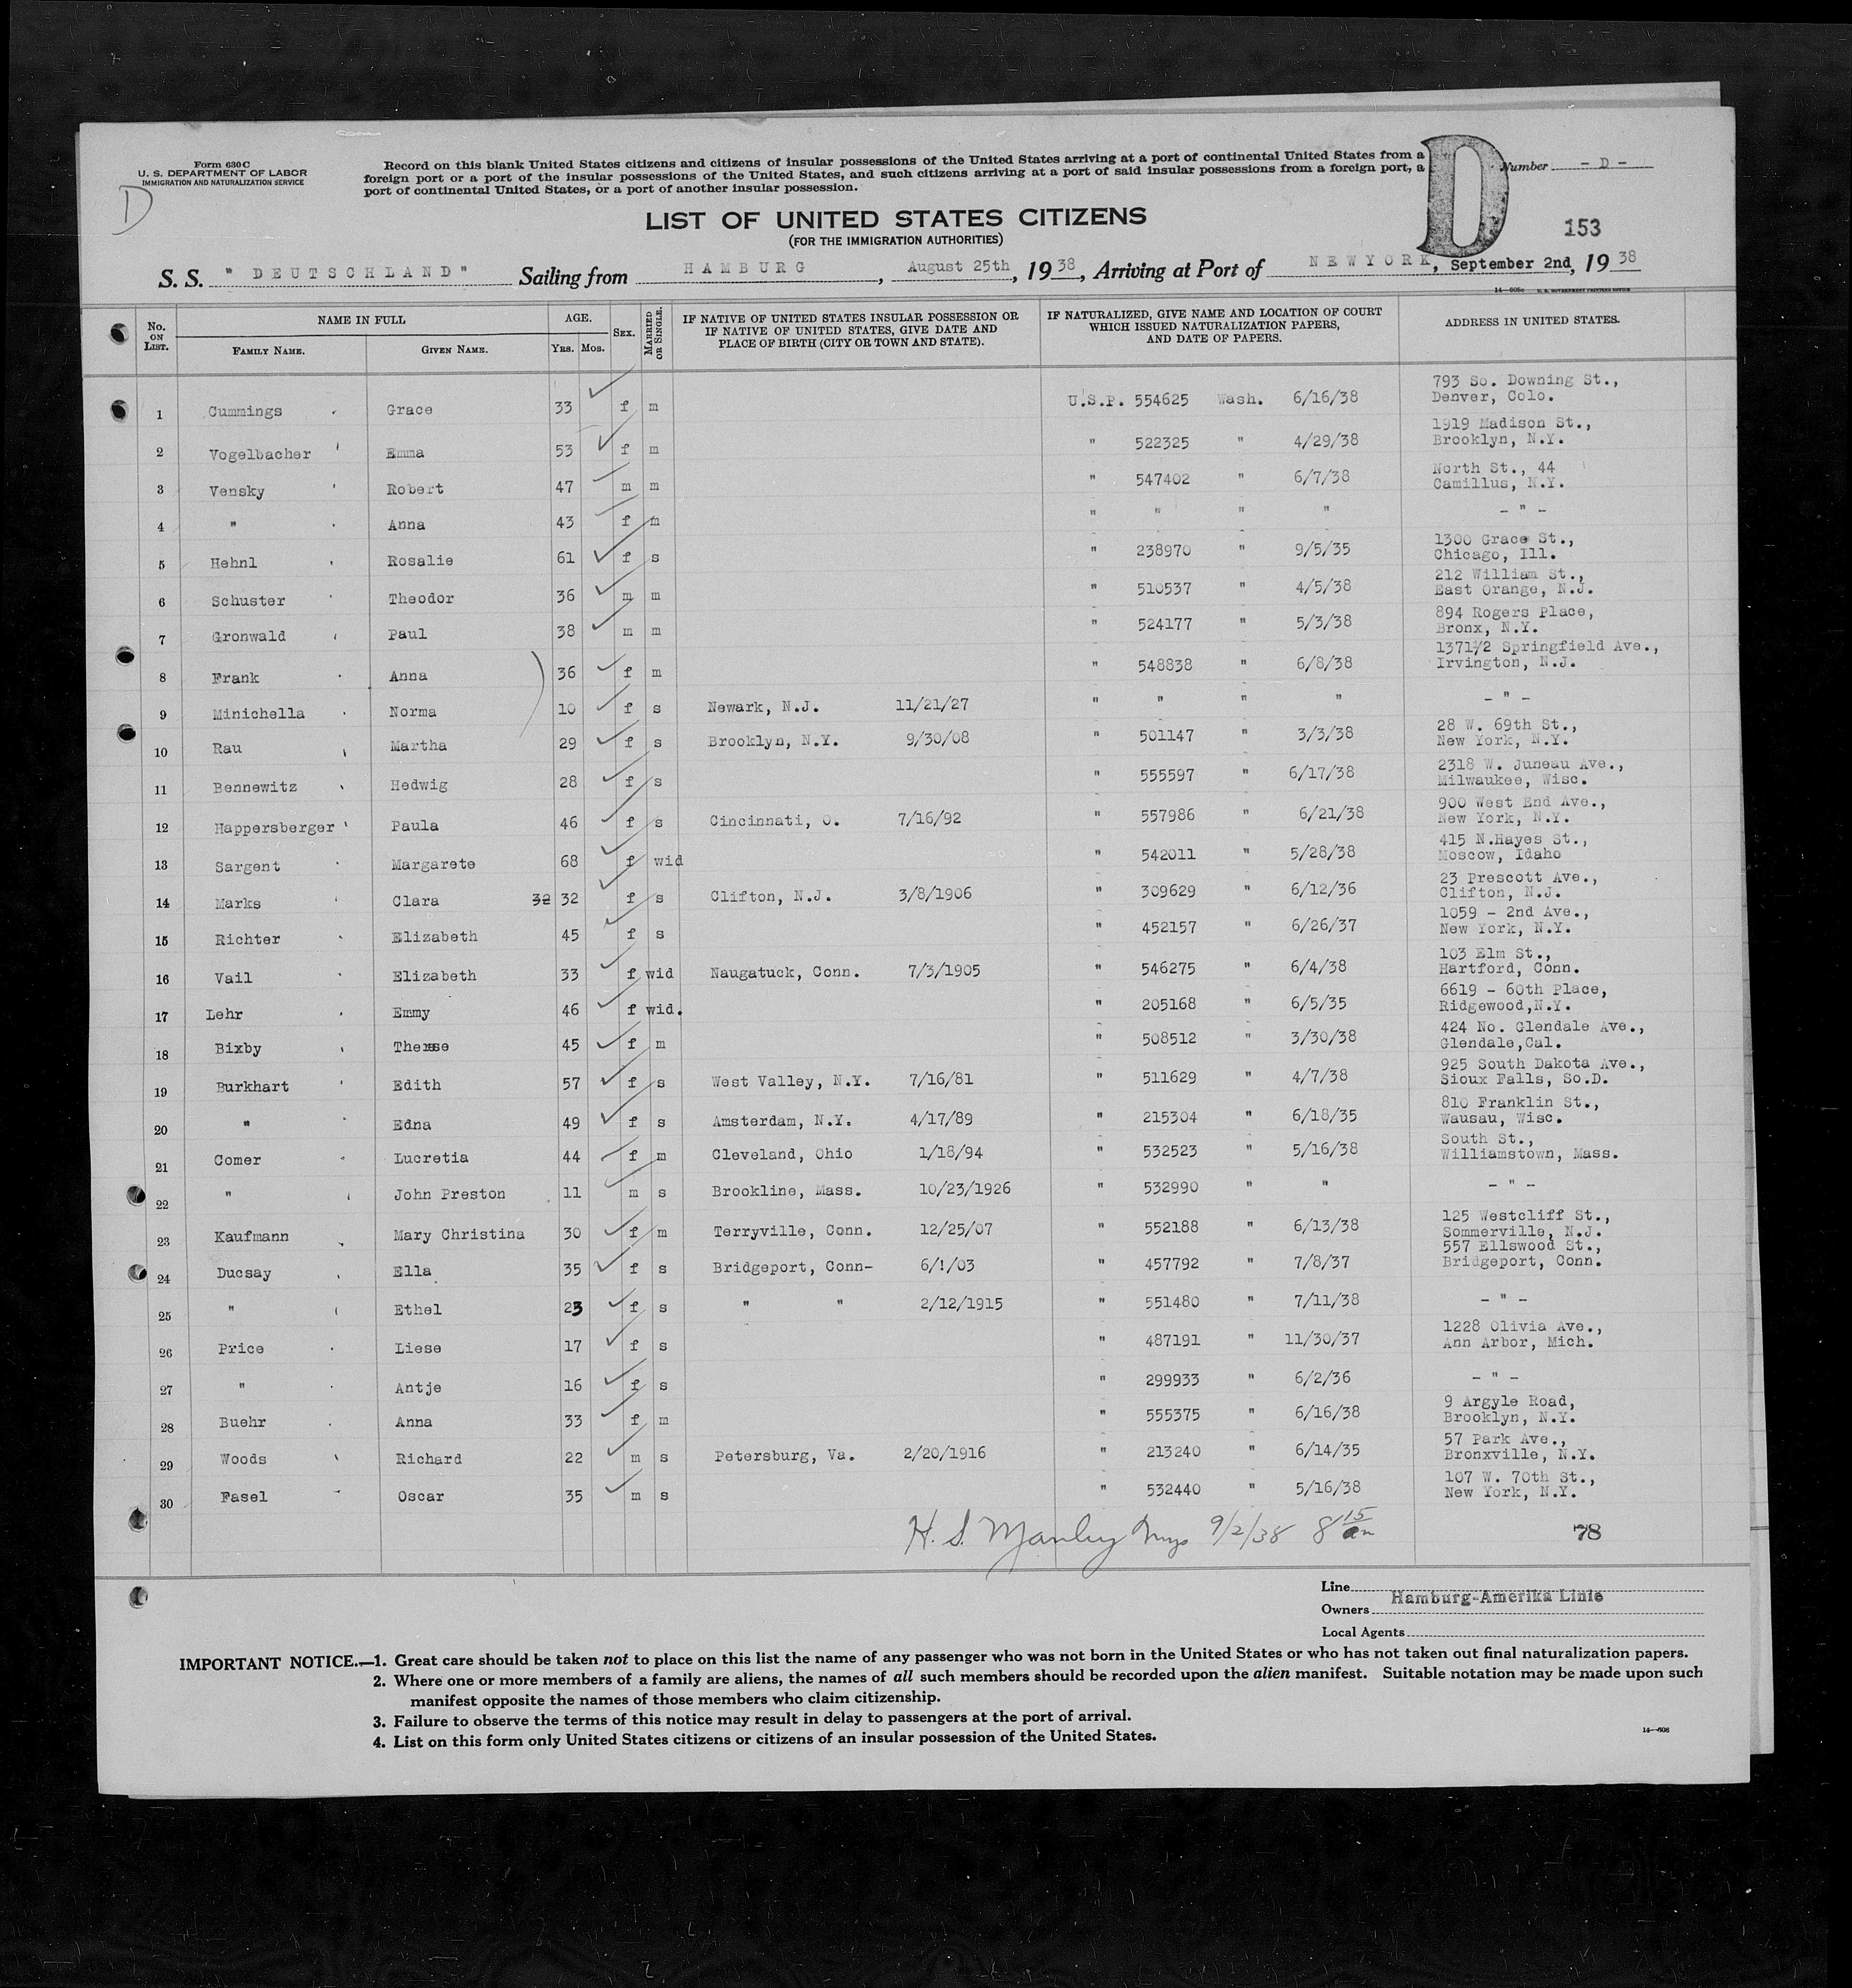 Form 630 C
U. S. DEPARTMENT OF LABOR
IMMIGRATION AND NATURALIZATION SERVICE
D
Record on this blank United States citizens and citizens of insular possessions of the United States arriving at a port of continental United States from a
foreign port or a port of the insular possessions of the United States, and such citizens arriving at a port of said insular possessions from a foreign port, a
port of continental United States, or a port of another insular possession.
D
Number - D -
LIST OF UNITED STATES CITIZENS
(FOR THE IMMIGRATION AUTHORITIES)
153
S. S. "DEUTSCHLAND" Sailing from HAMBURG, August 25th, 1938, Arriving at Port of NEWYORK, September 2nd, 1938
No. ON LIST. NAME IN FULL FAMILY NAME. GIVEN NAME. AGE. YRS. MOS. SEX. MARRIED OR SINGLE. IF NATIVE OF UNITED STATES INSULAR POSSESSION OR IF NATIVE OF UNITED STATES, GIVE DATE AND PLACE OF BIRTH (CITY OR TOWN AND STATE). IF NATURALIZED, GIVE NAME AND LOCATION OF COURT WHICH ISSUED NATURALIZATION PAPERS, AND DATE OF PAPERS. ADDRESS IN UNITED STATES.
1 Cummings Grace 33 f m U.S.P. 554625 Wash. 6/16/38 793 So. Downing St., Denver, Colo.
2 Vogelbacher Emma 53 f m " 522325 " 4/29/38 1919 Madison St., Brooklyn, N.Y.
3 Vensky Robert 47 m m " 547402 " 6/7/38 North St., 44 Camillus, N.Y.
4 " Anna 43 f m " " " " - " -
5 Hehnl Rosalie 61 f s " 238970 " 9/5/35 1300 Grace St., Chicago, Ill.
6 Schuster Theodor 36 m m " 510537 " 4/5/38 212 William St., East Orange, N.J.
7 Gronwald Paul 38 m m " 524177 " 5/3/38 894 Rogers Place, Bronx, N.Y.
8 Frank Anna 36 f m " 548838 " 6/8/38 1371 1/2 Springfield Ave., Irvington, N.J.
9 Minichella Norma 10 f s Newark, N.J. 11/21/27 " " " " - " -
10 Rau Martha 29 f s Brooklyn, N.Y. 9/30/08 " 501147 " 3/3/38 28 W. 69th St., New York, N.Y.
11 Bennewitz Hedwig 28 f s " 555597 " 6/17/38 2318 W. Juneau Ave., Milwaukee, Wisc.
12 Happersberger Paula 46 f s Cincinnati, O. 7/16/92 " 557986 " 6/21/38 900 West End Ave., New York, N.Y.
13 Sargent Margarete 68 f wid " 542011 " 5/28/38 415 N.Hayes St., Moscow, Idaho
14 Marks Clara 32 32 f s Clifton, N.J. 3/8/1906 " 309629 " 6/12/36 23 Prescott Ave., Clifton, N.J.
15 Richter Elizabeth 45 f s " 452157 " 6/26/37 1059 - 2nd Ave., New York, N.Y.
16 Vail Elizabeth 33 f wid Naugatuck, Conn. 7/3/1905 " 546275 " 6/4/38 103 Elm St., Hartford, Conn.
17 Lehr Emmy 46 f wid. " 205168 " 6/5/35 6619 - 60th Place, Ridgewood,N.Y.
18 Bixby 45 f m " 508512 " 3/30/38 424 No. Glendale Ave., Glendale,Cal.
19 Burkhart Edith 57 f s West Valley, N.Y. 7/16/81 " 511629 " 4/7/38 925 South Dakota Ave., Sioux Falls, So.D.
20 " Edna 49 f s Amsterdam, N.Y. 4/17/89 " 215304 " 6/18/35 810 Franklin St., Wausau, Wisc.
21 Comer Lucretia 44 f m Cleveland, Ohio 1/18/94 " 532523 " 5/16/38 South St., Williamstown, Mass.
22 " John Preston 11 m s Brookline, Mass. 10/23/1926 " 532990 " " - " -
23 Kaufmann Mary Christina 30 f m Terryville, Conn. 12/25/07 " 552188 " 6/13/38 125 Westcliff St., Sommerville, N.J.
24 Ducsay Ella 35 f s Bridgeport, Conn- 6/!/03 " 457792 " 7/8/37 557 Ellswood St., Bridgeport, Conn.
25 " Ethel 23 f s " " 2/12/1915 " 551480 " 7/11/38 - " -
26 Price Liese 17 f s " 487191 " 11/30/37 1228 Olivia Ave., Ann Arbor, Mich.
27 " Antje 16 f s " 299933 " 6/2/36 - " -
28 Buehr Anna 33 f m " 555375 " 6/16/38 9 Argyle Road, Brooklyn, N.Y.
29 Woods Richard 22 m s Petersburg, Va. 2/20/1916 " 213240 " 6/14/35 57 Park Ave., Bronxville, N.Y.
30 Fasel Oscar 35 m s " 532440 " 5/16/38 107 W. 70th St., New York, N.Y.
H. S. Manley 9/2/38 8 15 am
78
Line
Hamburg-Amerika Linie
Owners
Local Agents
IMPORTANT NOTICE.—1. Great care should be taken not to place on this list the name of any passenger who was not born in the United States or who has not taken out final naturalization papers.
2. Where one or more members of a family are aliens, the names of all such members should be recorded upon the alien manifest. Suitable notation may be made upon such
manifest opposite the names of those members who claim citizenship.
3. Failure to observe the terms of this notice may result in delay to passengers at the port of arrival.
4. List on this form only United States citizens or citizens of an insular possession of the United States.
14—608